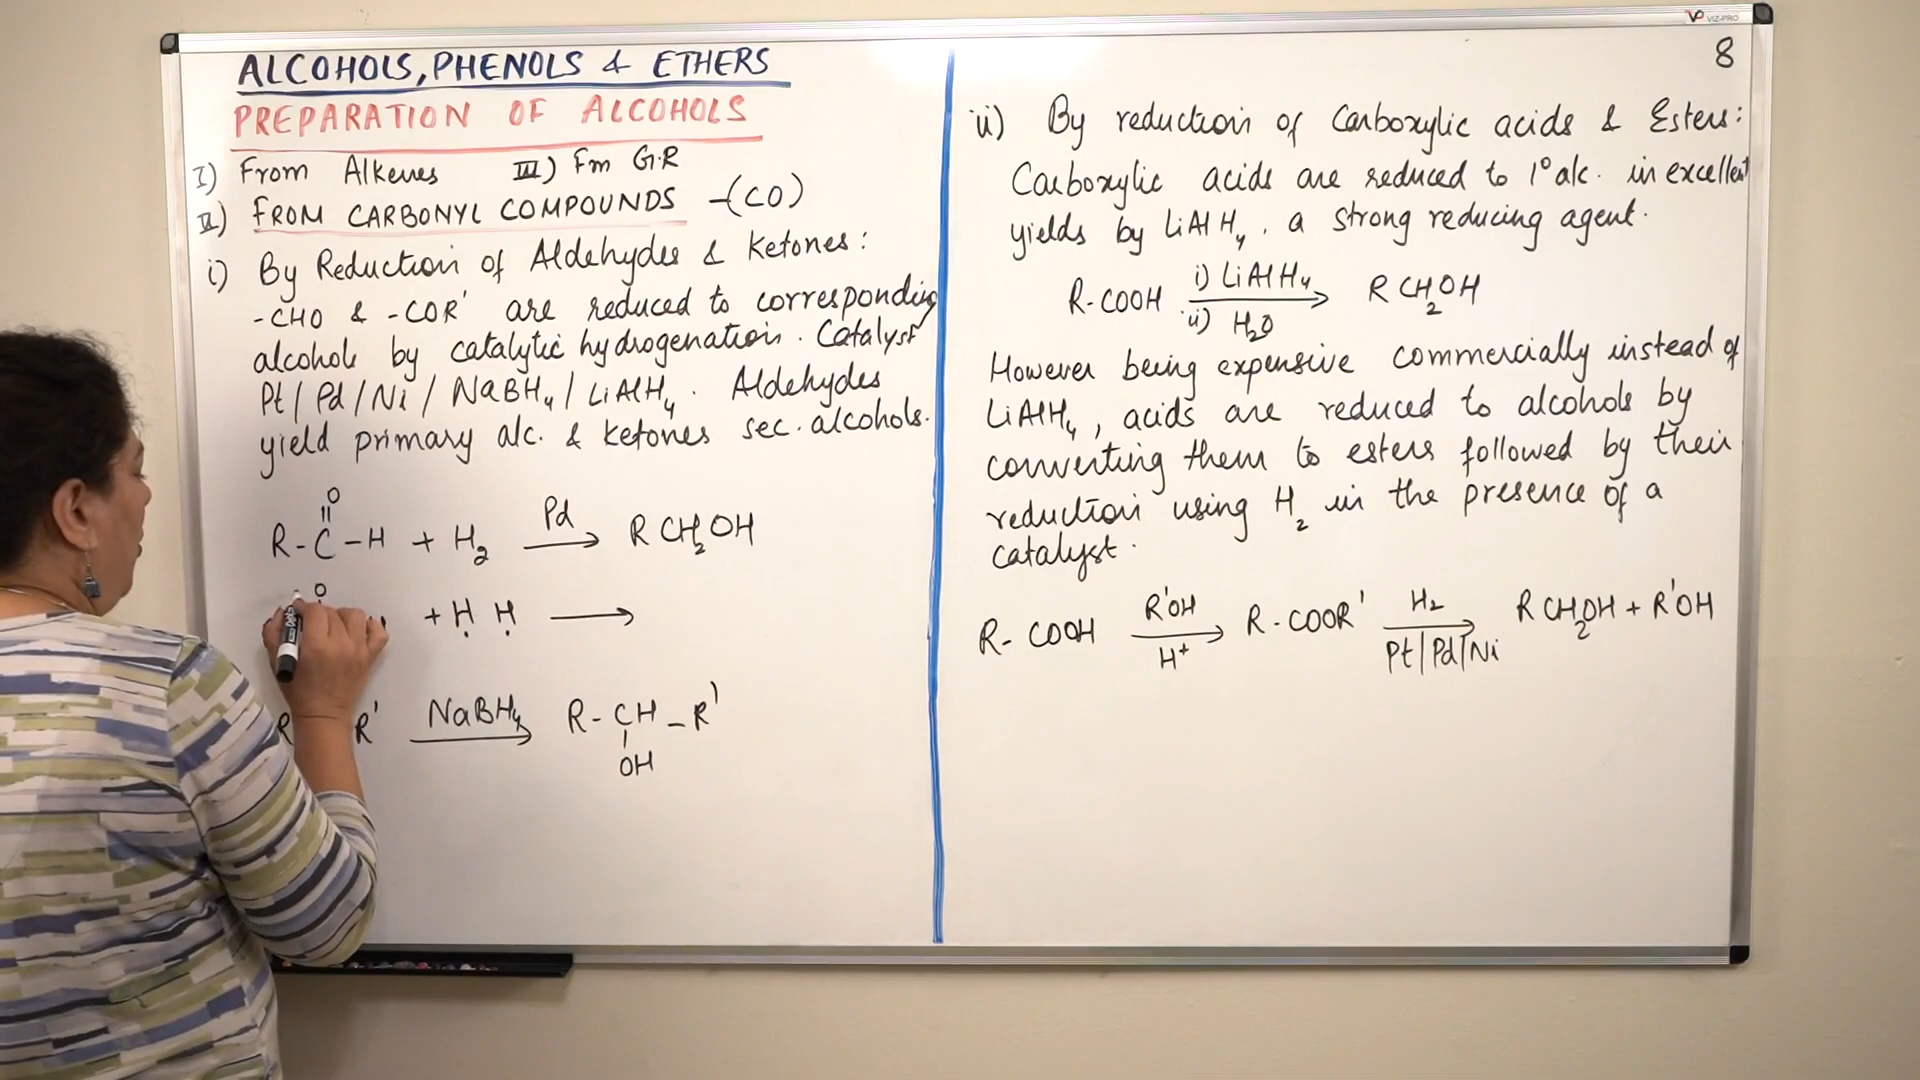 VIZ-PRO
8
ALCOHOLS, PHENOLS & ETHERS
PREPARATION OF ALCOHOLS
I) From Alkenes III) Fm G.R
II) FROM CARBONYL COMPOUNDS -(CO)
i) By Reduction of Aldehydes & Ketones:
-CHO & -COR' are reduced to corresponding
alcohols by catalytic hydrogenation. Catalyst
Pt/Pd/Ni/NaBH4/LiAlH4. Aldehydes
yield primary alc. & ketones sec. alcohols.
O
||
R-C-H + H2 Pd → RCH2OH
O
+ H H →
R R' NaBH4 → R-CH-R'
|
OH
ii) By reduction of Carboxylic acids & Esters:
Carboxylic acids are reduced to 1° alc. in excellent
yields by LiAlH4, a strong reducing agent.
R-COOH i) LiAlH4 → RCH2OH
ii) H2O
However being expensive commercially instead of
LiAlH4, acids are reduced to alcohols by
converting them to esters followed by their
reduction using H2 in the presence of a
catalyst.
R-COOH R'OH → R-COOR' H2 → RCH2OH + R'OH
H+ Pt/Pd/Ni